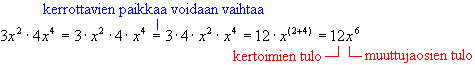 kerrottavien paikkaa voidaan vaihtaa
3x² · 4x⁴ = 3 · x² · 4 · x⁴ = 3 · 4 · x² · x⁴ = 12 · x⁽²⁺⁴⁾ = 12x⁶
kertoimien tulo muuttujaosien tulo